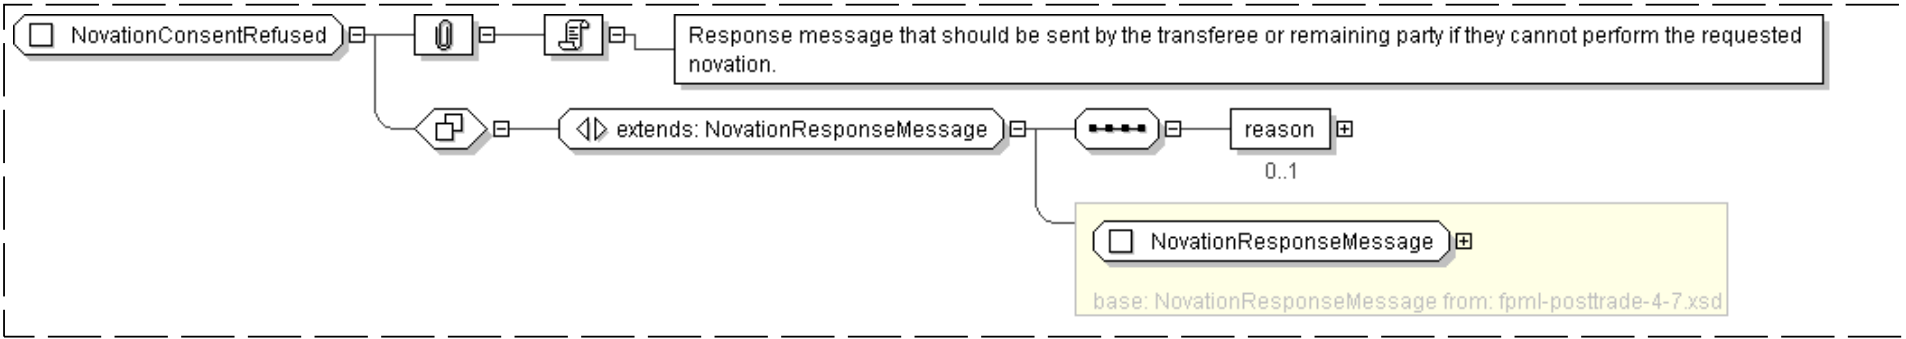 NovationConsentRefused
Response message that should be sent by the transferee or remaining party if they cannot perform the requested
novation.
extends: NovationResponseMessage
reason
0..1
NovationResponseMessage
base: NovationResponseMessage from: fpml-posttrade-4-7.xsd